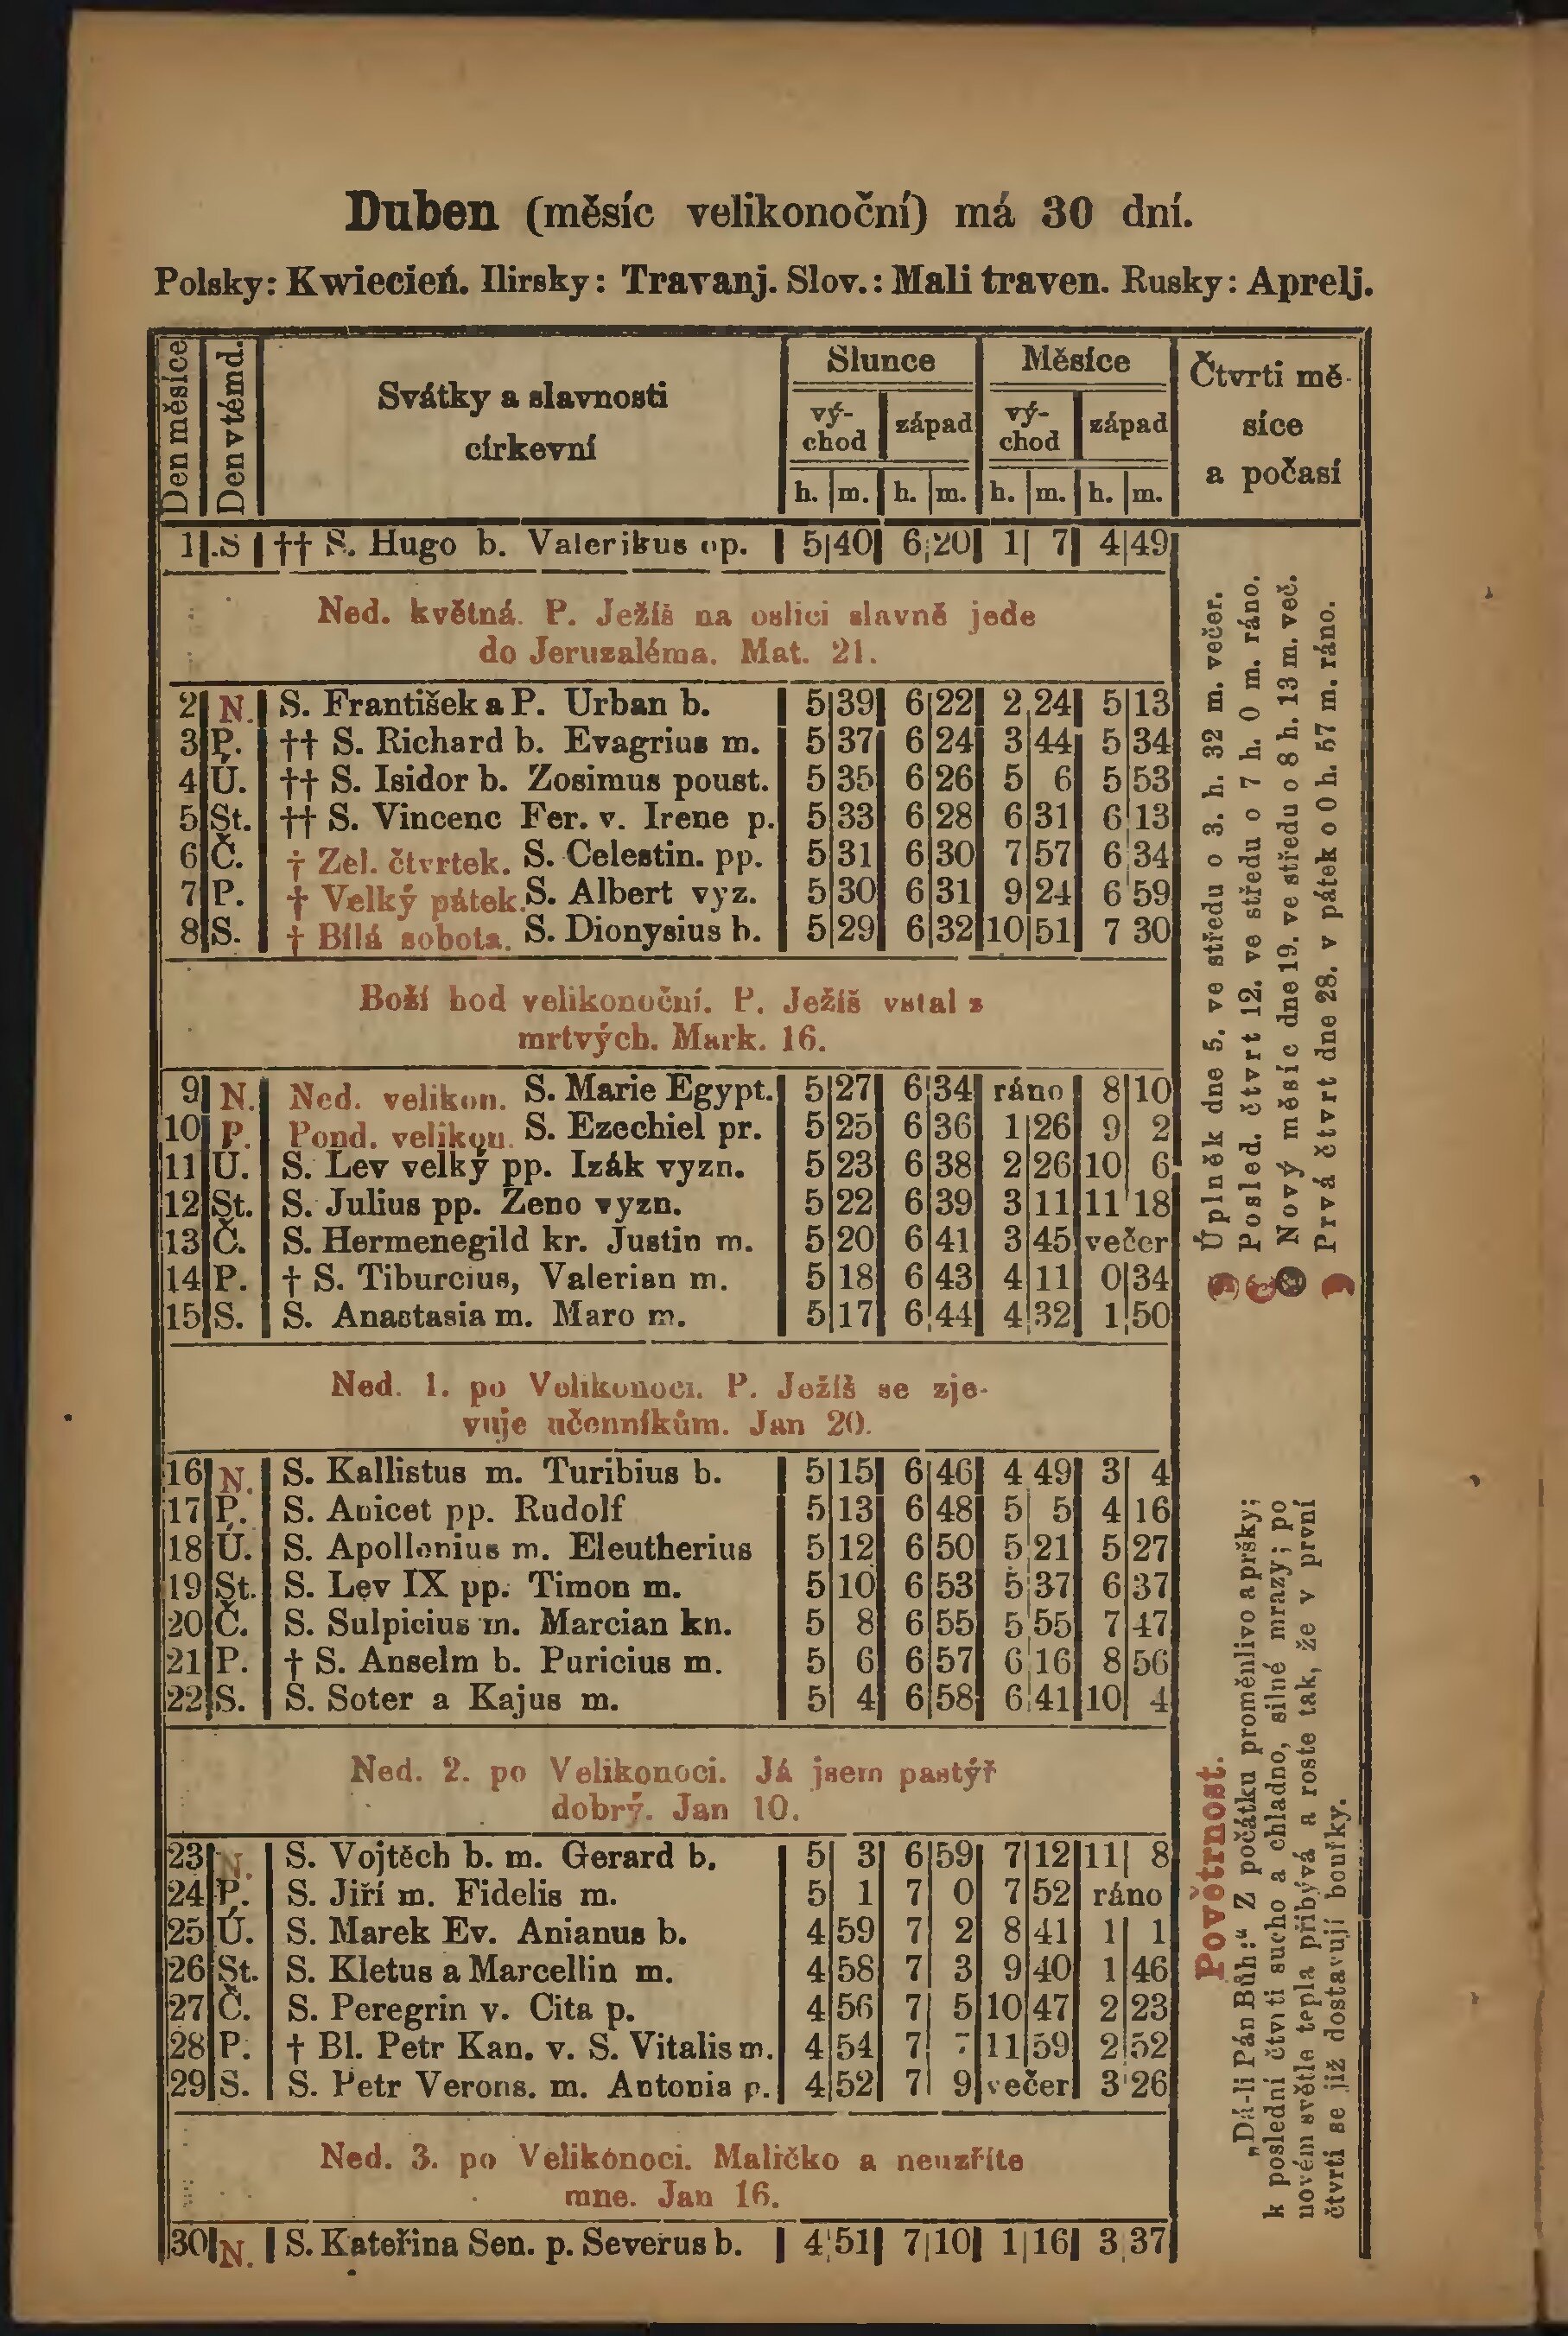 Duben (měsíc velikonoční) má 30 dní.
Polsky: Kwiecień. Ilirsky: Travanj. Slov.: Mali traven. Rusky: Aprelj.
Den měsíce
Den v témd.
Svátky a slavnosti
církevní
Slunce
vý-
chod
západ
h. m. h. m.
Měsíce
vý-
chod
západ
h. m. h. m.
Čtvrti mě-
síce
a počasí
1 S †† S. Hugo b. Valerikus op. 5 40 6 20 1 7 4 49
Ned. květná. P. Ježíš na oslici slavně jede
do Jeruzaléma. Mat. 21.
2 N. S. František a P. Urban b. 5 39 6 22 2 24 5 13
3 P. †† S. Richard b. Evagrius m. 5 37 6 24 3 44 5 34
4 Ú. †† S. Isidor b. Zosimus poust. 5 35 6 26 5 6 5 53
5 St. †† S. Vincenc Fer. v. Irene p. 5 33 6 28 6 31 6 13
6 Č. † Zel. čtvrtek. S. Celestin. pp. 5 31 6 30 7 57 6 34
7 P. † Velký pátek. S. Albert vyz. 5 30 6 31 9 24 6 59
8 S. † Bílá sobota. S. Dionysius b. 5 29 6 32 10 51 7 30
Boží hod velikonoční. P. Ježíš vstal z
mrtvých. Mark. 16.
9 N. Ned. velikon. S. Marie Egypt. 5 27 6 34 ráno 8 10
10 P. Pond. velikon. S. Ezechiel pr. 5 25 6 36 1 26 9 2
11 Ú. S. Lev velký pp. Izák vyzn. 5 23 6 38 2 26 10 6
12 St. S. Julius pp. Zeno vyzn. 5 22 6 39 3 11 11 18
13 Č. S. Hermenegild kr. Justin m. 5 20 6 41 3 45 večer
14 P. † S. Tiburcius, Valerian m. 5 18 6 43 4 11 0 34
15 S. S. Anastasia m. Maro m. 5 17 6 44 4 32 1 50
Ned. 1. po Velikonoci. P. Ježíš se zje-
vuje učenníkům. Jan 20.
16 N. S. Kallistus m. Turibius b. 5 15 6 46 4 49 3 4
17 P. S. Anicet pp. Rudolf 5 13 6 48 5 5 4 16
18 Ú. S. Apollonius m. Eleutherius 5 12 6 50 5 21 5 27
19 St. S. Lev IX pp. Timon m. 5 10 6 53 5 37 6 37
20 Č. S. Sulpicius m. Marcian kn. 5 8 6 55 5 55 7 47
21 P. † S. Anselm b. Puricius m. 5 6 6 57 6 16 8 56
22 S. S. Soter a Kajus m. 5 4 6 58 6 41 10 4
Ned. 2. po Velikonoci. Já jsem pastýř
dobrý. Jan 10.
23 N. S. Vojtěch b. m. Gerard b. 5 3 6 59 7 12 11 8
24 P. S. Jiří m. Fidelis m. 5 1 7 0 7 52 ráno
25 Ú. S. Marek Ev. Anianus b. 4 59 7 2 8 41 1 1
26 St. S. Kletus a Marcellin m. 4 58 7 3 9 40 1 46
27 Č. S. Peregrin v. Cita p. 4 56 7 5 10 47 2 23
28 P. † Bl. Petr Kan. v. S. Vitalis m. 4 54 7 7 11 59 2 52
29 S. S. Petr Verons. m. Antonia p. 4 52 7 9 večer 3 26
Ned. 3. po Velikonoci. Maličko a neuzříte
mne. Jan 16.
30 N. S. Kateřina Sen. p. Severus b. 4 51 7 10 1 16 3 37
Úplněk dne 5. ve středu o 3. h. 32 m. večer.
Posled. čtvrt 12. ve středu o 7 h. 0 m. ráno.
Nový měsíc dne 19. ve středu o 8 h. 13 m. več.
Prvá čtvrt dne 28. v pátek o 0 h. 57 m. ráno.
Povětrnost.
„Dá-li Pán Bůh:“ Z počátku proměnlivo a pršky;
k poslední čtvrti sucho a chladno, silné mrazy; po
novém světle tepla přibývá a roste tak, že v první
čtvrti se již dostavují bouřky.